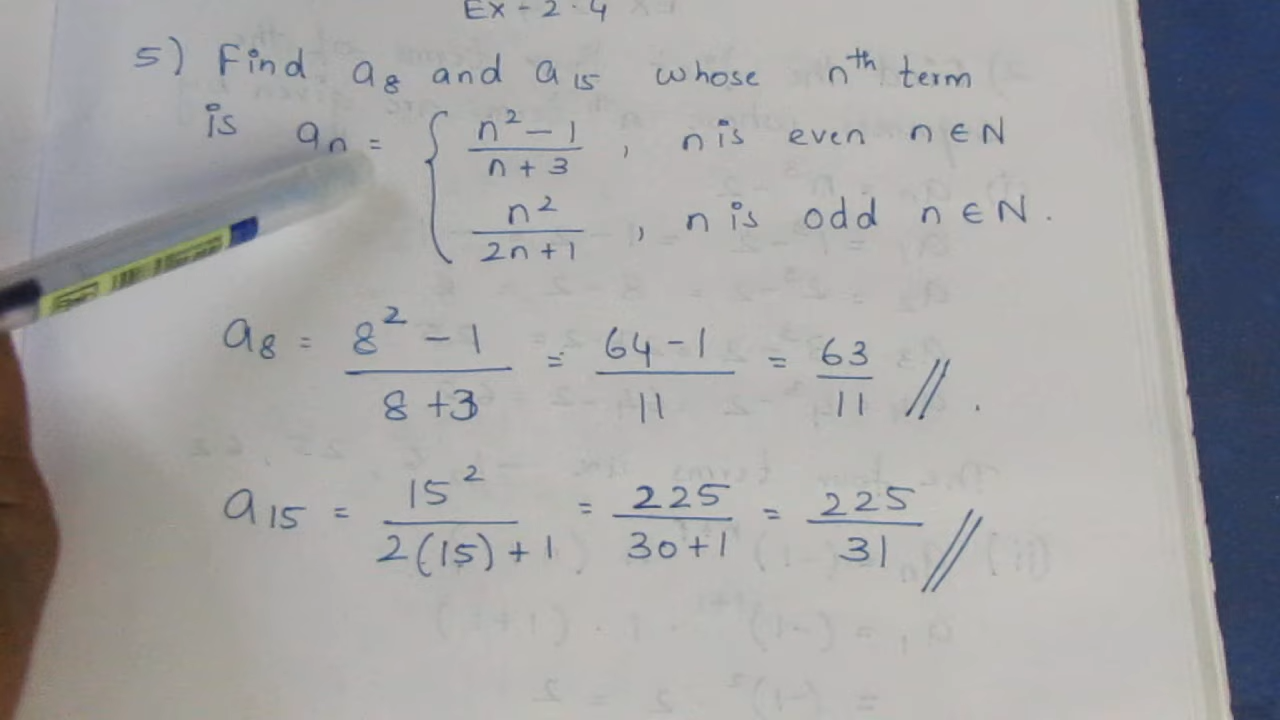 Ex - 2.4
5) Find a₈ and a₁₅ whose nᵗʰ term
is aₙ = { (n² - 1)/(n + 3), n is even n ∈ N
n²/(2n+1), n is odd n ∈ N.
a₈ = (8² - 1)/(8 + 3) = (64 - 1)/11 = 63/11 //.
a₁₅ = 15²/(2(15) + 1) = 225/(30+1) = 225/31 //